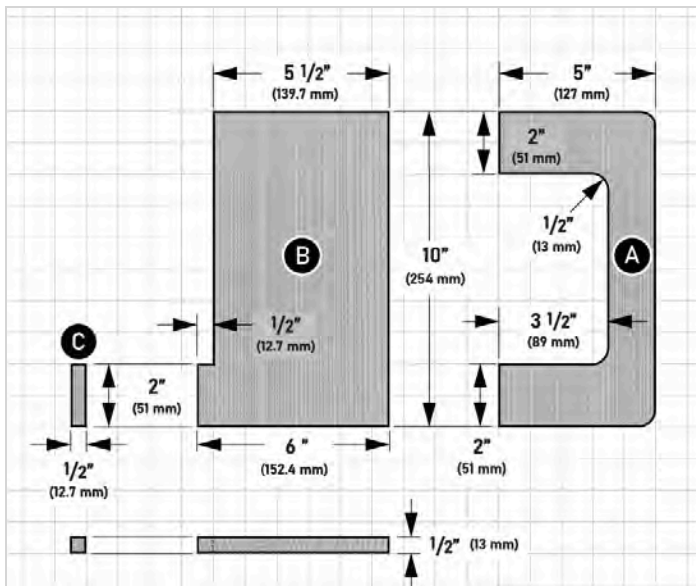 5 1/2”
(139.7 mm)
5”
(127 mm)
2”
(51 mm)
1/2”
(13 mm)
B
A
10”
(254 mm)
C
1/2”
(12.7 mm)
3 1/2”
(89 mm)
2”
(51 mm)
1/2”
(12.7 mm)
6 ”
(152.4 mm)
2”
(51 mm)
1/2” (13 mm)